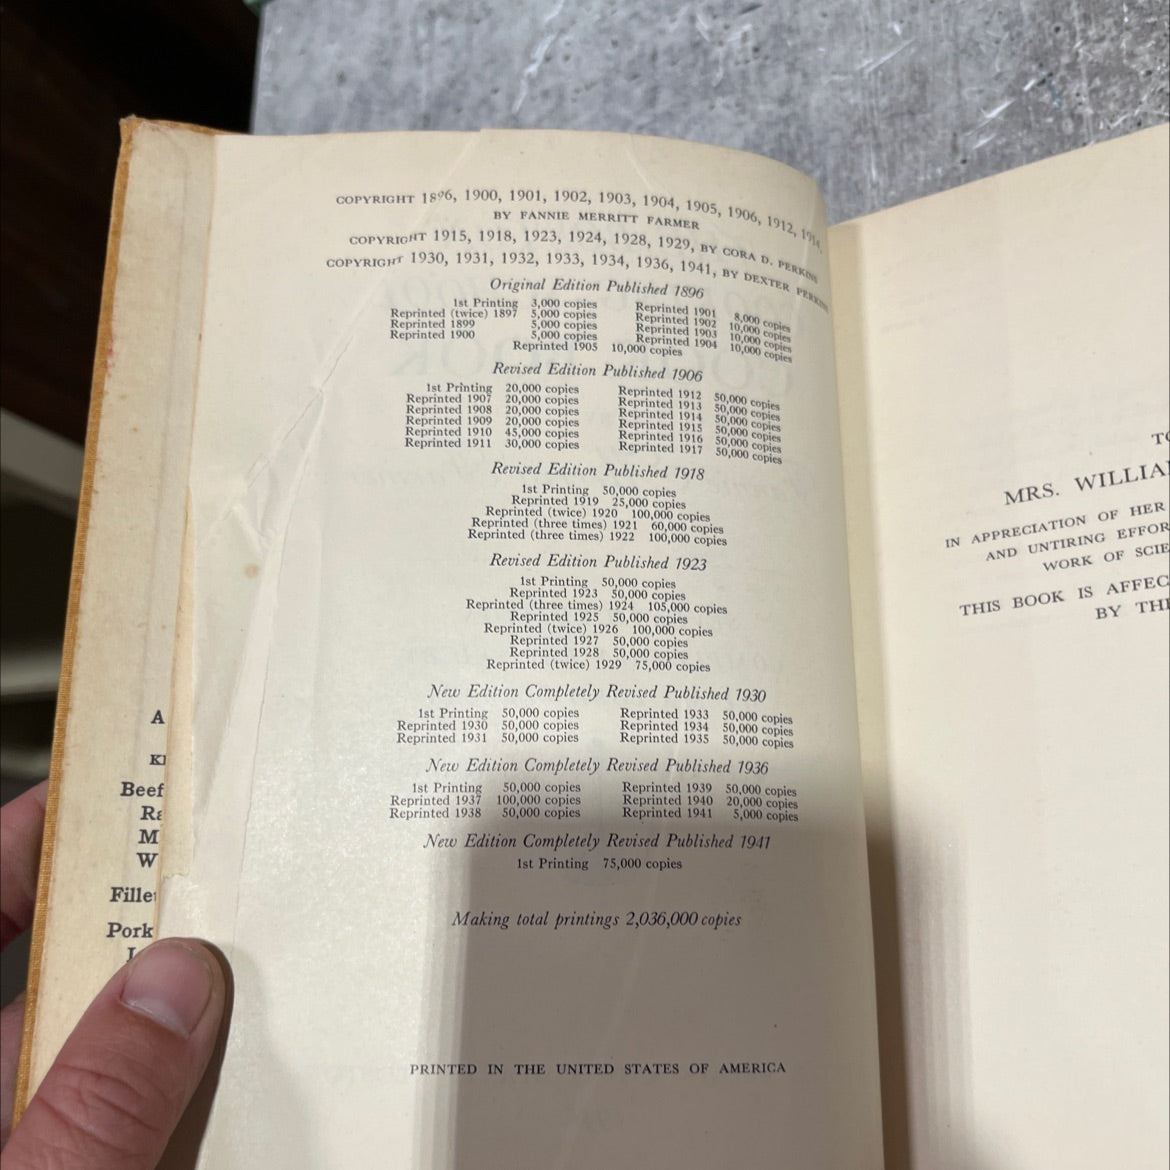 COPYRIGHT 1896, 1900, 1901, 1902, 1903, 1904, 1905, 1906, 1912, 1914,
BY FANNIE MERRITT FARMER
COPYRIGHT 1915, 1918, 1923, 1924, 1928, 1929, BY CORA D. PERKINS
COPYRIGHT 1930, 1931, 1932, 1933, 1934, 1936, 1941, BY DEXTER PERKINS
Original Edition Published 1896
1st Printing 3,000 copies Reprinted 1901 8,000 copies
Reprinted (twice) 1897 5,000 copies Reprinted 1902 10,000 copies
Reprinted 1899 5,000 copies Reprinted 1903 10,000 copies
Reprinted 1900 5,000 copies Reprinted 1904 10,000 copies
Reprinted 1905 10,000 copies
Revised Edition Published 1906
1st Printing 20,000 copies Reprinted 1912 50,000 copies
Reprinted 1907 20,000 copies Reprinted 1913 50,000 copies
Reprinted 1908 20,000 copies Reprinted 1914 50,000 copies
Reprinted 1909 20,000 copies Reprinted 1915 50,000 copies
Reprinted 1910 45,000 copies Reprinted 1916 50,000 copies
Reprinted 1911 30,000 copies Reprinted 1917 50,000 copies
Revised Edition Published 1918
1st Printing 50,000 copies
Reprinted 1919 25,000 copies
Reprinted (twice) 1920 100,000 copies
Reprinted (three times) 1921 60,000 copies
Reprinted (three times) 1922 100,000 copies
Revised Edition Published 1923
1st Printing 50,000 copies
Reprinted 1923 50,000 copies
Reprinted (three times) 1924 105,000 copies
Reprinted 1925 50,000 copies
Reprinted (twice) 1926 100,000 copies
Reprinted 1927 50,000 copies
Reprinted 1928 50,000 copies
Reprinted (twice) 1929 75,000 copies
New Edition Completely Revised Published 1930
1st Printing 50,000 copies Reprinted 1933 50,000 copies
Reprinted 1930 50,000 copies Reprinted 1934 50,000 copies
Reprinted 1931 50,000 copies Reprinted 1935 50,000 copies
New Edition Completely Revised Published 1936
1st Printing 50,000 copies Reprinted 1939 50,000 copies
Reprinted 1937 100,000 copies Reprinted 1940 20,000 copies
Reprinted 1938 50,000 copies Reprinted 1941 5,000 copies
New Edition Completely Revised Published 1941
1st Printing 75,000 copies
Making total printings 2,036,000 copies
PRINTED IN THE UNITED STATES OF AMERICA
A
Beef
M
W
Pork
TO
MRS. WILLIA
IN APPRECIATION OF HER
AND UNTIRING EFFOR
WORK OF SCIE
THIS BOOK IS AFFEC
BY TH